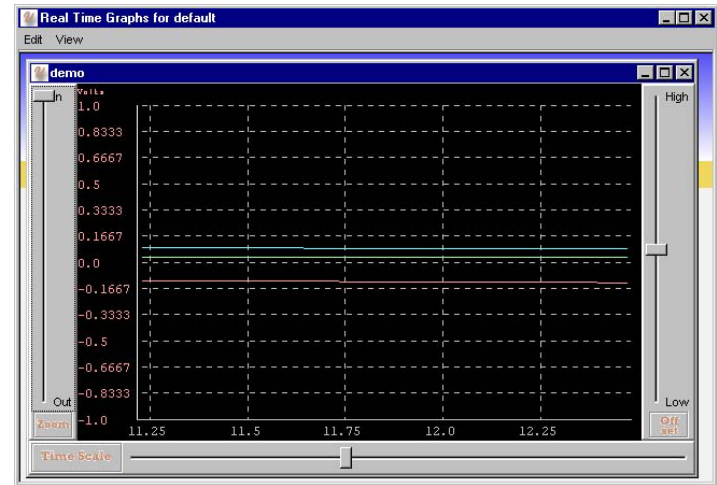 Real Time Graphs for default
Edit View
demo
In
Volts
High
1.0
0.8333
0.6667
0.5
0.3333
0.1667
0.0
-0.1667
-0.3333
-0.5
-0.6667
-0.8333
-1.0
Out
Low
Zoom
Off
set
11.25 11.5 11.75 12.0 12.25
Time Scale